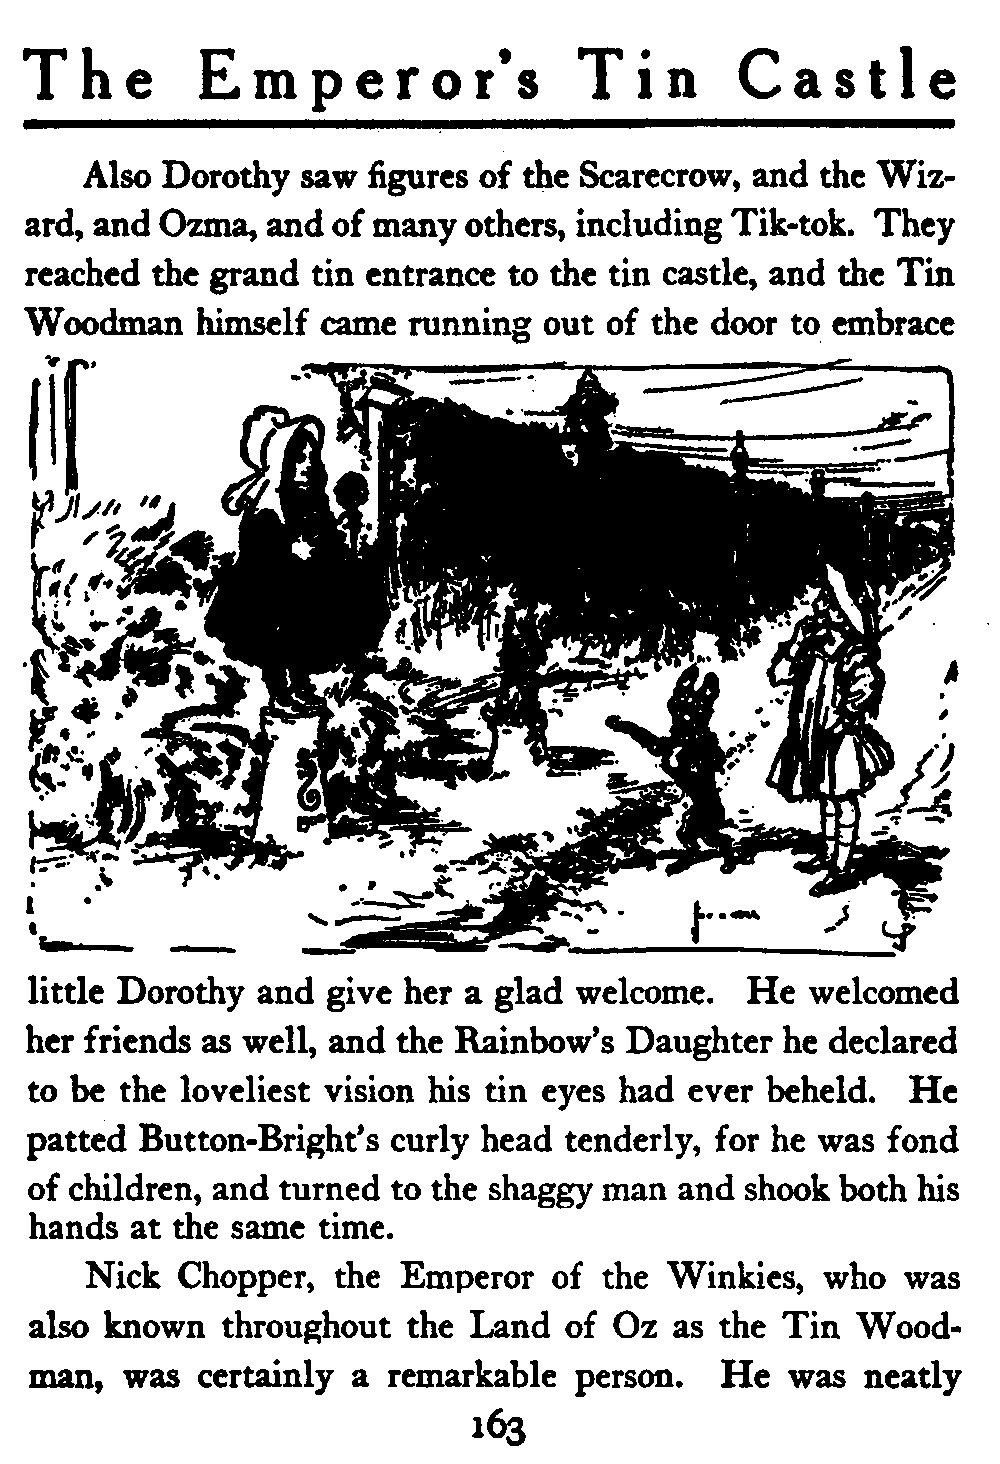 The Emperor's Tin Castle
Also Dorothy saw figures of the Scarecrow, and the Wiz-
ard, and Ozma, and of many others, including Tik-tok. They
reached the grand tin entrance to the tin castle, and the Tin
Woodman himself came running out of the door to embrace
little Dorothy and give her a glad welcome. He welcomed
her friends as well, and the Rainbow's Daughter he declared
to be the loveliest vision his tin eyes had ever beheld. He
patted Button-Bright's curly head tenderly, for he was fond
of children, and turned to the shaggy man and shook both his
hands at the same time.
Nick Chopper, the Emperor of the Winkies, who was
also known throughout the Land of Oz as the Tin Wood-
man, was certainly a remarkable person. He was neatly
163